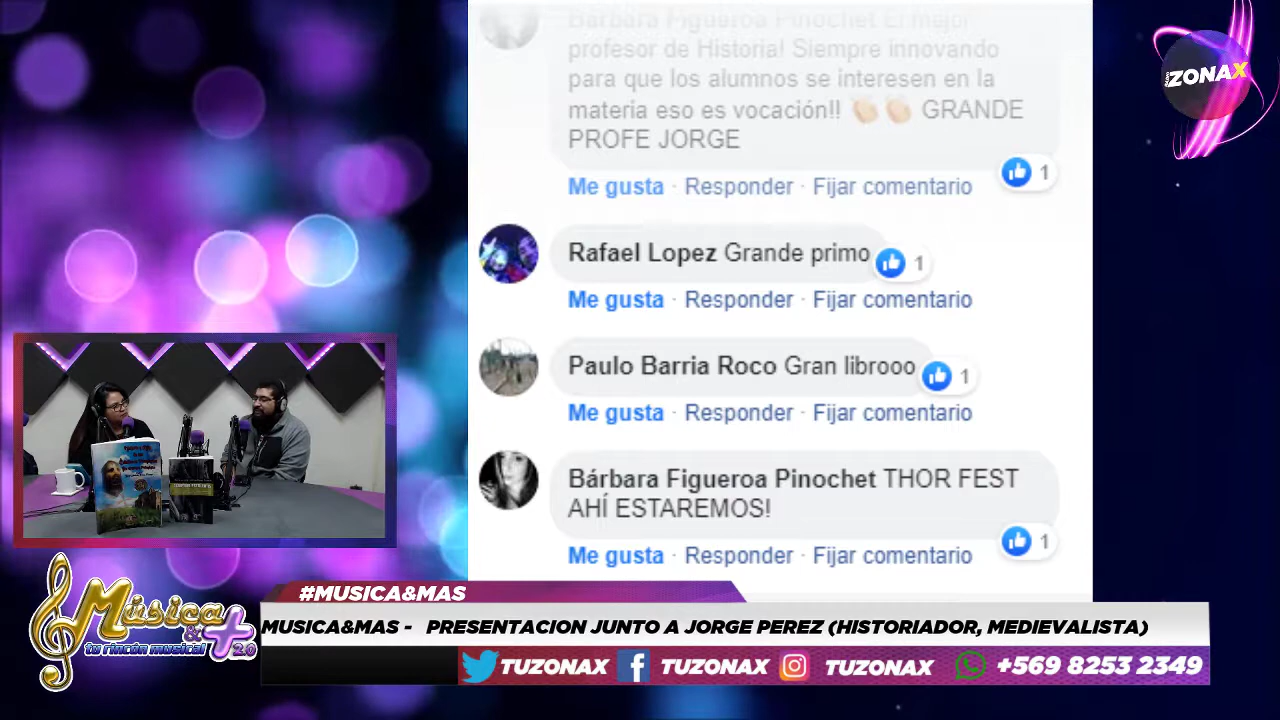 Bárbara Figueroa Pinochet El mejor
profesor de Historia! Siempre innovando
para que los alumnos se interesen en la
materia eso es vocación!! 👏🏻 👏🏻 GRANDE
PROFE JORGE
1
Me gusta · Responder · Fijar comentario
Rafael Lopez Grande primo
1
Me gusta · Responder · Fijar comentario
Paulo Barria Roco Gran librooo
1
Me gusta · Responder · Fijar comentario
Bárbara Figueroa Pinochet THOR FEST
AHÍ ESTAREMOS!
1
Me gusta · Responder · Fijar comentario
ZONAX
Música
& + 2.0
tu rincón musical
#MUSICA&MAS
MUSICA&MAS - PRESENTACION JUNTO A JORGE PEREZ (HISTORIADOR, MEDIEVALISTA)
TUZONAX TUZONAX TUZONAX +569 8253 2349